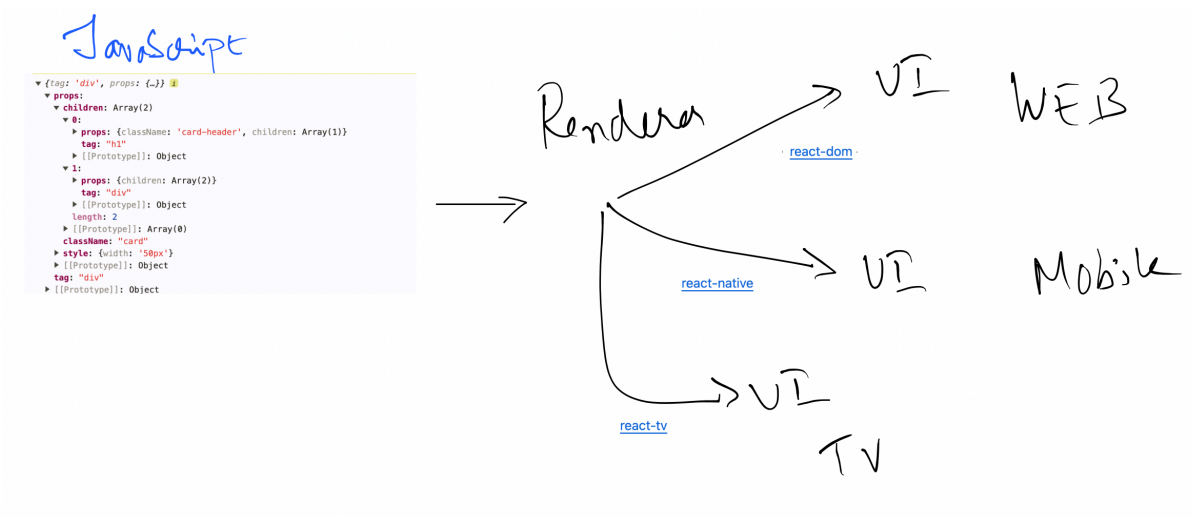 JavaScript
▼ {tag: 'div', props: {…}} i
▼ props:
▼ children: Array(2)
▼ 0:
▶ props: {className: 'card-header', children: Array(1)}
tag: "h1"
▶ [[Prototype]]: Object
▼ 1:
▶ props: {children: Array(2)}
tag: "div"
▶ [[Prototype]]: Object
length: 2
▶ [[Prototype]]: Array(0)
className: "card"
▶ style: {width: '50px'}
▶ [[Prototype]]: Object
tag: "div"
▶ [[Prototype]]: Object
Renderer
UI WEB
react-dom
UI Mobile
react-native
UI
react-tv
TV